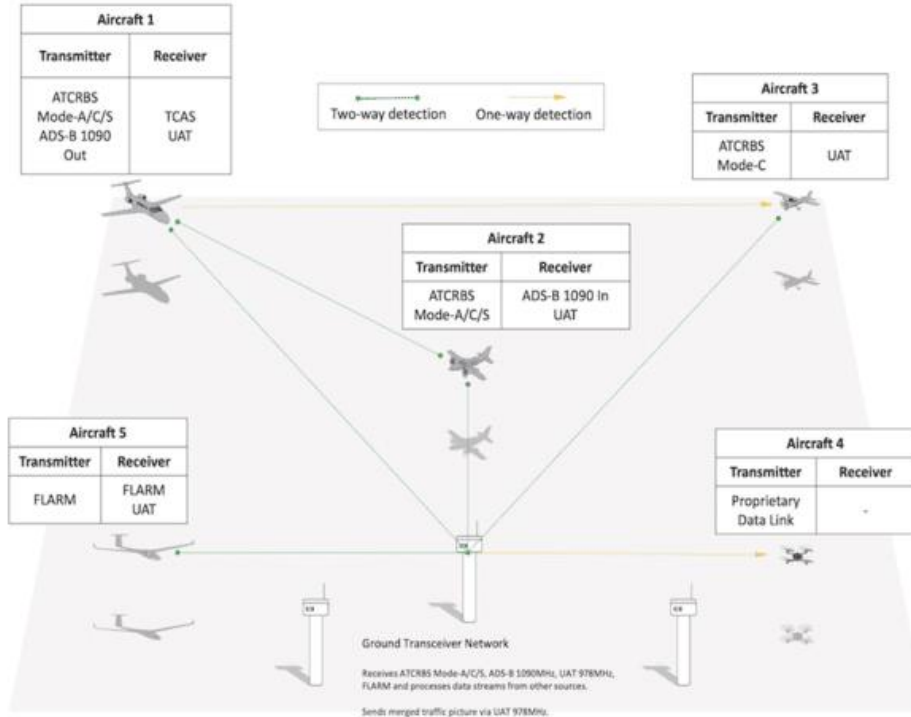 Aircraft 1
Transmitter Receiver
ATCRBS
Mode-A/C/S
ADS-B 1090
Out
TCAS
UAT
Two-way detection One-way detection
Aircraft 3
Transmitter Receiver
ATCRBS
Mode-C
UAT
Aircraft 2
Transmitter Receiver
ATCRBS
Mode-A/C/S
ADS-B 1090 In
UAT
Aircraft 5
Transmitter Receiver
FLARM
FLARM
UAT
Aircraft 4
Transmitter Receiver
Proprietary
Data Link
-
Ground Transceiver Network
Receives ATCRBS Mode-A/C/S, ADS-B 1090MHz, UAT 978MHz,
FLARM and processes data streams from other sources.
Sends merged traffic picture via UAT 978MHz.